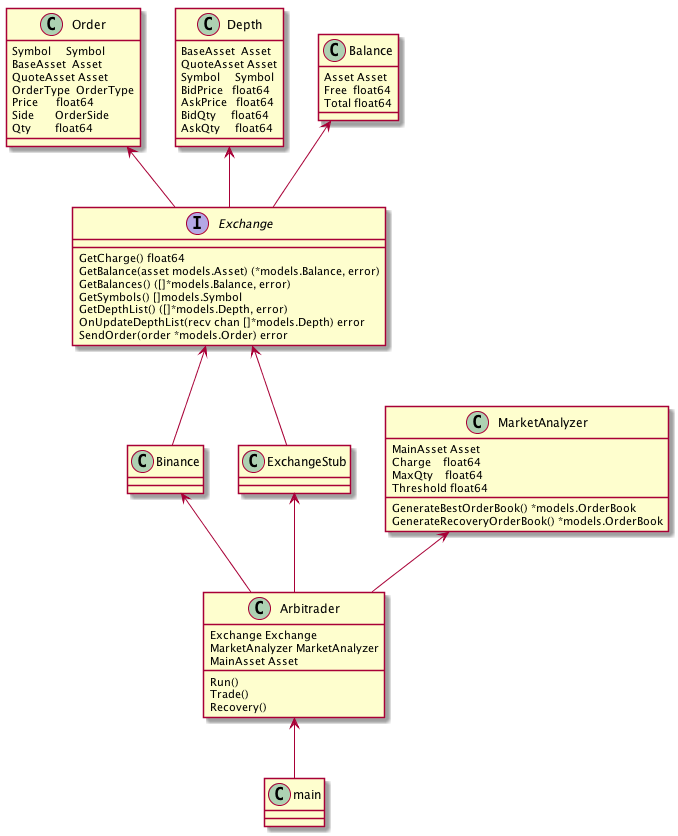 C Order
Symbol Symbol
BaseAsset Asset
QuoteAsset Asset
OrderType OrderType
Price float64
Side OrderSide
Qty float64
C Depth
BaseAsset Asset
QuoteAsset Asset
Symbol Symbol
BidPrice float64
AskPrice float64
BidQty float64
AskQty float64
C Balance
Asset Asset
Free float64
Total float64
I Exchange
GetCharge() float64
GetBalance(asset models.Asset) (*models.Balance, error)
GetBalances() ([]*models.Balance, error)
GetSymbols() []models.Symbol
GetDepthList() ([]*models.Depth, error)
OnUpdateDepthList(recv chan []*models.Depth) error
SendOrder(order *models.Order) error
C Binance
C ExchangeStub
C MarketAnalyzer
MainAsset Asset
Charge float64
MaxQty float64
Threshold float64
GenerateBestOrderBook() *models.OrderBook
GenerateRecoveryOrderBook() *models.OrderBook
C Arbitrader
Exchange Exchange
MarketAnalyzer MarketAnalyzer
MainAsset Asset
Run()
Trade()
Recovery()
C main